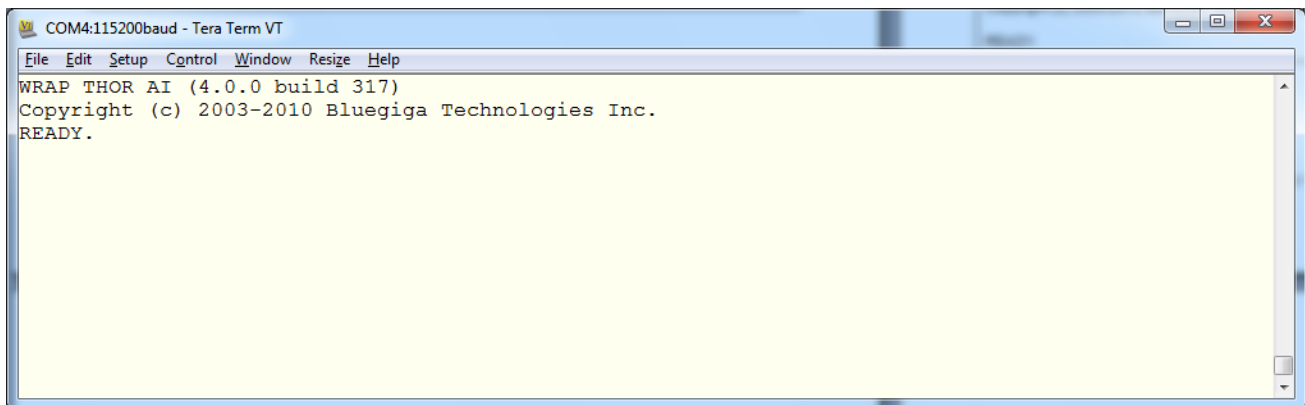 COM4:115200baud - Tera Term VT
File Edit Setup Control Window Resize Help
WRAP THOR AI (4.0.0 build 317)
Copyright (c) 2003-2010 Bluegiga Technologies Inc.
READY.